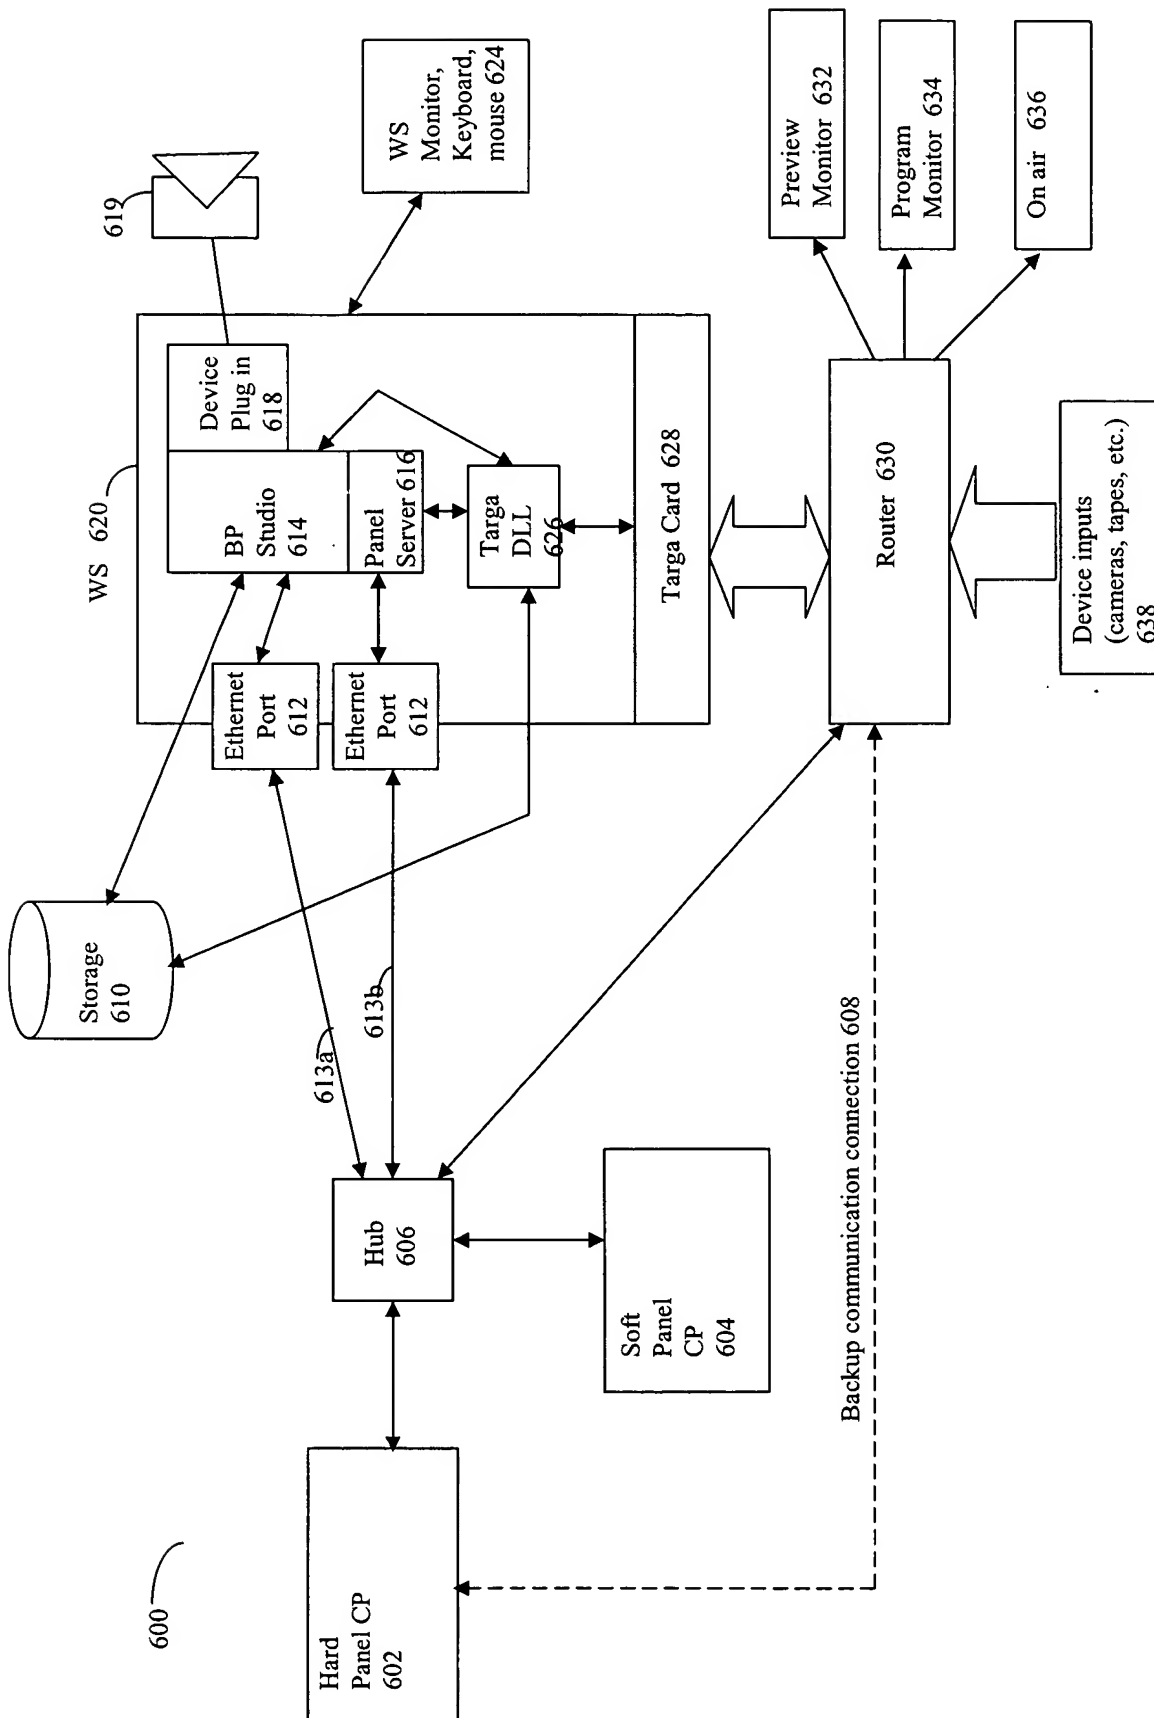 600
Hard
Panel CP
602
Hub
606
Soft
Panel
CP
604
Backup communication connection 608
Storage
610
613a
613b
WS 620
Ethernet
Port
612
Ethernet
Port
612
BP
Studio
614
Panel
Server 616
Device
Plug in
618
619
Targa
DLL
626
Targa Card 628
WS
Monitor,
Keyboard,
mouse 624
Router 630
Preview
Monitor 632
Program
Monitor 634
On air 636
Device inputs
(cameras, tapes, etc.)
638